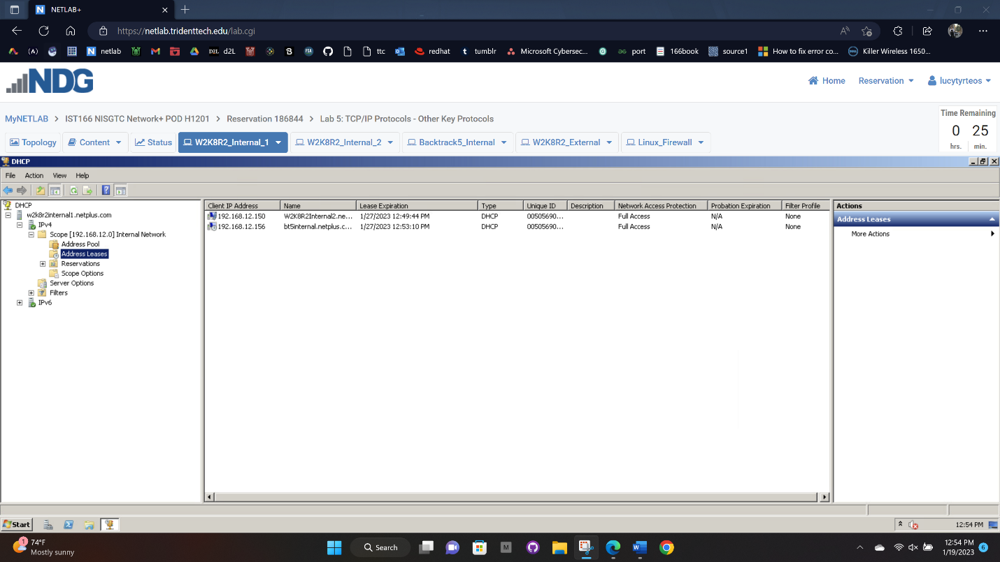 NETLAB+
https://netlab.tridenttech.edu/lab.cgi
netlab
D2L d2L
B
FSA
ttc
redhat
t tumblr
Microsoft Cybersec...
port
166book
source1
How to fix error co...
Killer Wireless 1650...
NDG
Home Reservation lucytyrteos
MyNETLAB > IST166 NISGTC Network+ POD H1201 > Reservation 186844 > Lab 5: TCP/IP Protocols - Other Key Protocols
Time Remaining
0 25
hrs. min.
Topology Content Status W2K8R2_Internal_1 W2K8R2_Internal_2 Backtrack5_Internal W2K8R2_External Linux_Firewall
DHCP
File Action View Help
DHCP
w2k8r2internal1.netplus.com
IPv4
Scope [192.168.12.0] Internal Network
Address Pool
Address Leases
Reservations
Scope Options
Server Options
Filters
IPv6
Client IP Address Name Lease Expiration Type Unique ID Description Network Access Protection Probation Expiration Filter Profile
192.168.12.150 W2K8R2Internal2.ne... 1/27/2023 12:49:44 PM DHCP 00505690... Full Access N/A None
192.168.12.156 bt5internal.netplus.c... 1/27/2023 12:53:10 PM DHCP 00505690... Full Access N/A None
Actions
Address Leases
More Actions
Start
12:54 PM
1
74°F
Mostly sunny
Search
M
12:54 PM
1/19/2023
6